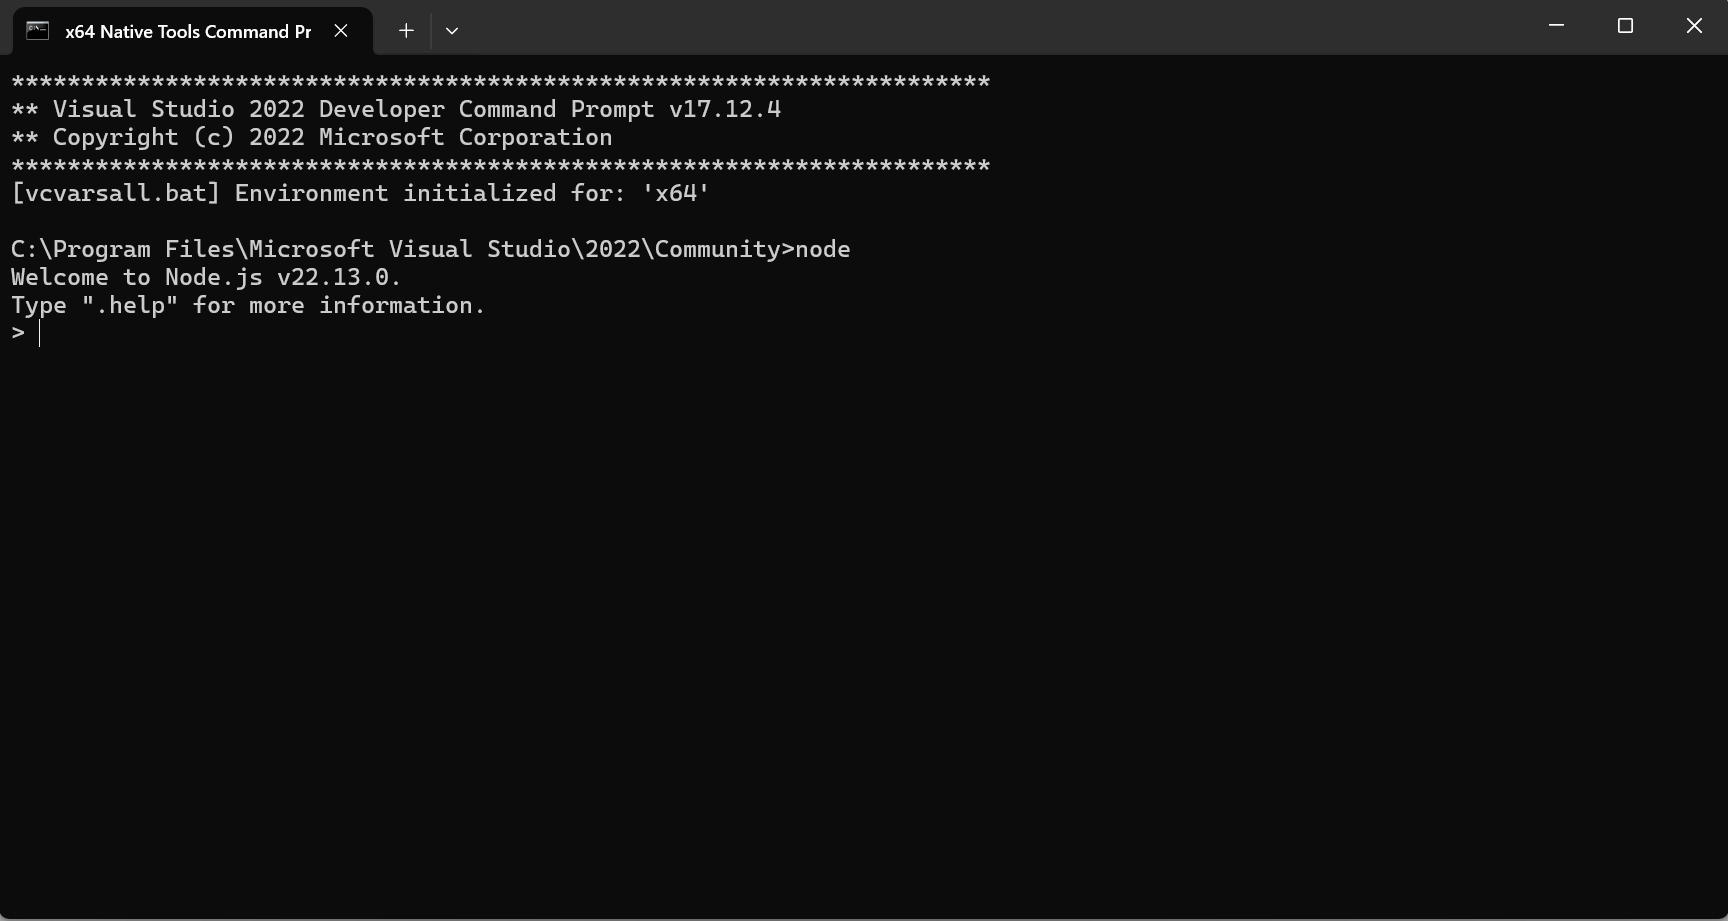 x64 Native Tools Command Pr
**********************************************************************
** Visual Studio 2022 Developer Command Prompt v17.12.4
** Copyright (c) 2022 Microsoft Corporation
**********************************************************************
[vcvarsall.bat] Environment initialized for: 'x64'
C:\Program Files\Microsoft Visual Studio\2022\Community>node
Welcome to Node.js v22.13.0.
Type ".help" for more information.
>